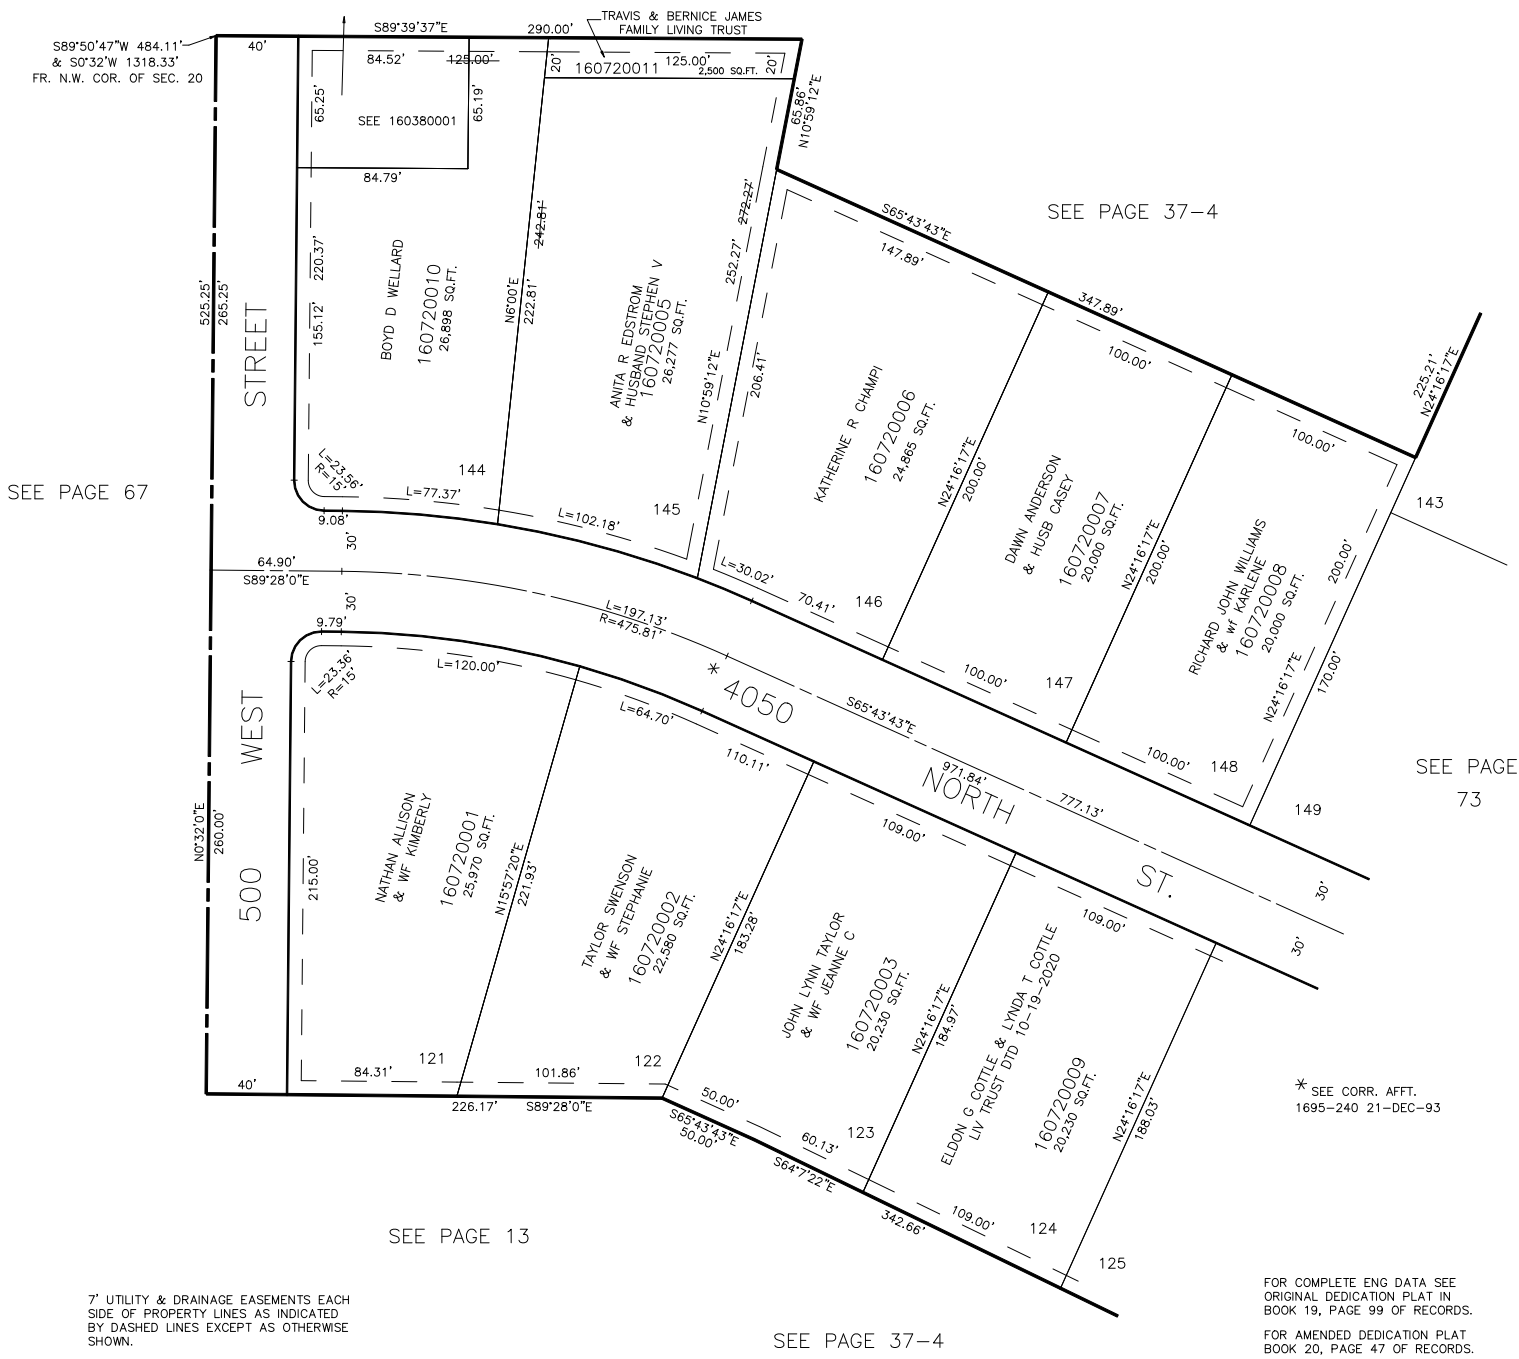 S89°50'47"W 484.11'
& S0°32'W 1318.33'
FR. N.W. COR. OF SEC. 20
40'
S89°39'37"E
290.00'
TRAVIS & BERNICE JAMES
FAMILY LIVING TRUST
84.52'
125.00'
20'
160720011
125.00'
2,500 SQ.FT.
20'
65.86'
N10°59'12"E
65.25'
65.19'
SEE 160380001
84.79'
SEE PAGE 37-4
S65°43'43"E
147.89'
347.89'
100.00'
100.00'
225.21'
N24°16'17"E
525.25'
265.25'
220.37'
155.12'
BOYD D WELLARD
160720010
26,898 SQ.FT.
242.81'
N6°00'E
222.81'
272.27'
252.27'
ANITA R EDSTROM
& HUSBAND STEPHEN V
160720005
26,277 SQ.FT.
N10°59'12"E
206.41'
KATHERINE R CHAMPI
160720006
24,865 SQ.FT.
N24°16'17"E
200.00'
DAWN ANDERSON
& HUSB CASEY
160720007
20,000 SQ.FT.
N24°16'17"E
200.00'
RICHARD JOHN WILLIAMS
& wf KARLENE
160720008
20,000 SQ.FT.
200.00'
N24°16'17"E
170.00'
STREET
144
145
143
L=23.56'
R=15'
L=77.37'
L=102.18'
SEE PAGE 67
9.08'
30'
64.90'
S89°28'0"E
30'
L=30.02'
70.41'
146
L=197.13'
R=475.81'
9.79'
L=23.36'
R=15'
L=120.00'
L=64.70'
* 4050
S65°43'43"E
100.00'
147
100.00'
148
149
SEE PAGE
73
WEST
110.11'
971.84'
NORTH
777.13'
109.00'
ST.
30'
30'
109.00'
N0°32'0"E
260.00'
500
215.00'
NATHAN ALLISON
& WF KIMBERLY
160720001
25,970 SQ.FT.
N15°57'20"E
221.93'
TAYLOR SWENSON
& WF STEPHANIE
160720002
22,580 SQ.FT.
N24°16'17"E
183.28'
JOHN LYNN TAYLOR
& WF JEANNE C
160720003
20,230 SQ.FT.
N24°16'17"E
184.97'
ELDON G COTTLE & LYNDA T COTTLE
LIV TRUST DTD 10-19-2020
160720009
20,230 SQ.FT.
N24°16'17"E
188.03'
121
122
84.31'
101.86'
40'
226.17'
S89°28'0"E
50.00'
S65°43'43"E
50.00'
123
60.13'
S64°7'22"E
109.00'
342.66'
124
125
* SEE CORR. AFFT.
1695-240 21-DEC-93
SEE PAGE 13
7' UTILITY & DRAINAGE EASEMENTS EACH
SIDE OF PROPERTY LINES AS INDICATED
BY DASHED LINES EXCEPT AS OTHERWISE
SHOWN.
SEE PAGE 37-4
FOR COMPLETE ENG DATA SEE
ORIGINAL DEDICATION PLAT IN
BOOK 19, PAGE 99 OF RECORDS.
FOR AMENDED DEDICATION PLAT
BOOK 20, PAGE 47 OF RECORDS.